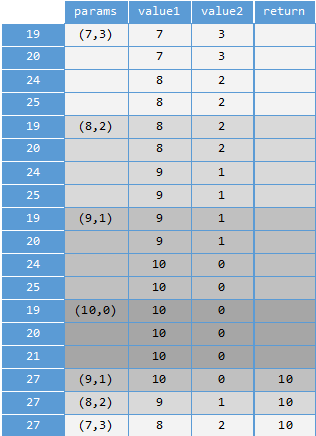 params value1 value2 return
19 (7,3) 7 3
20 7 3
24 8 2
25 8 2
19 (8,2) 8 2
20 8 2
24 9 1
25 9 1
19 (9,1) 9 1
20 9 1
24 10 0
25 10 0
19 (10,0) 10 0
20 10 0
21 10 0
27 (9,1) 10 0 10
27 (8,2) 9 1 10
27 (7,3) 8 2 10